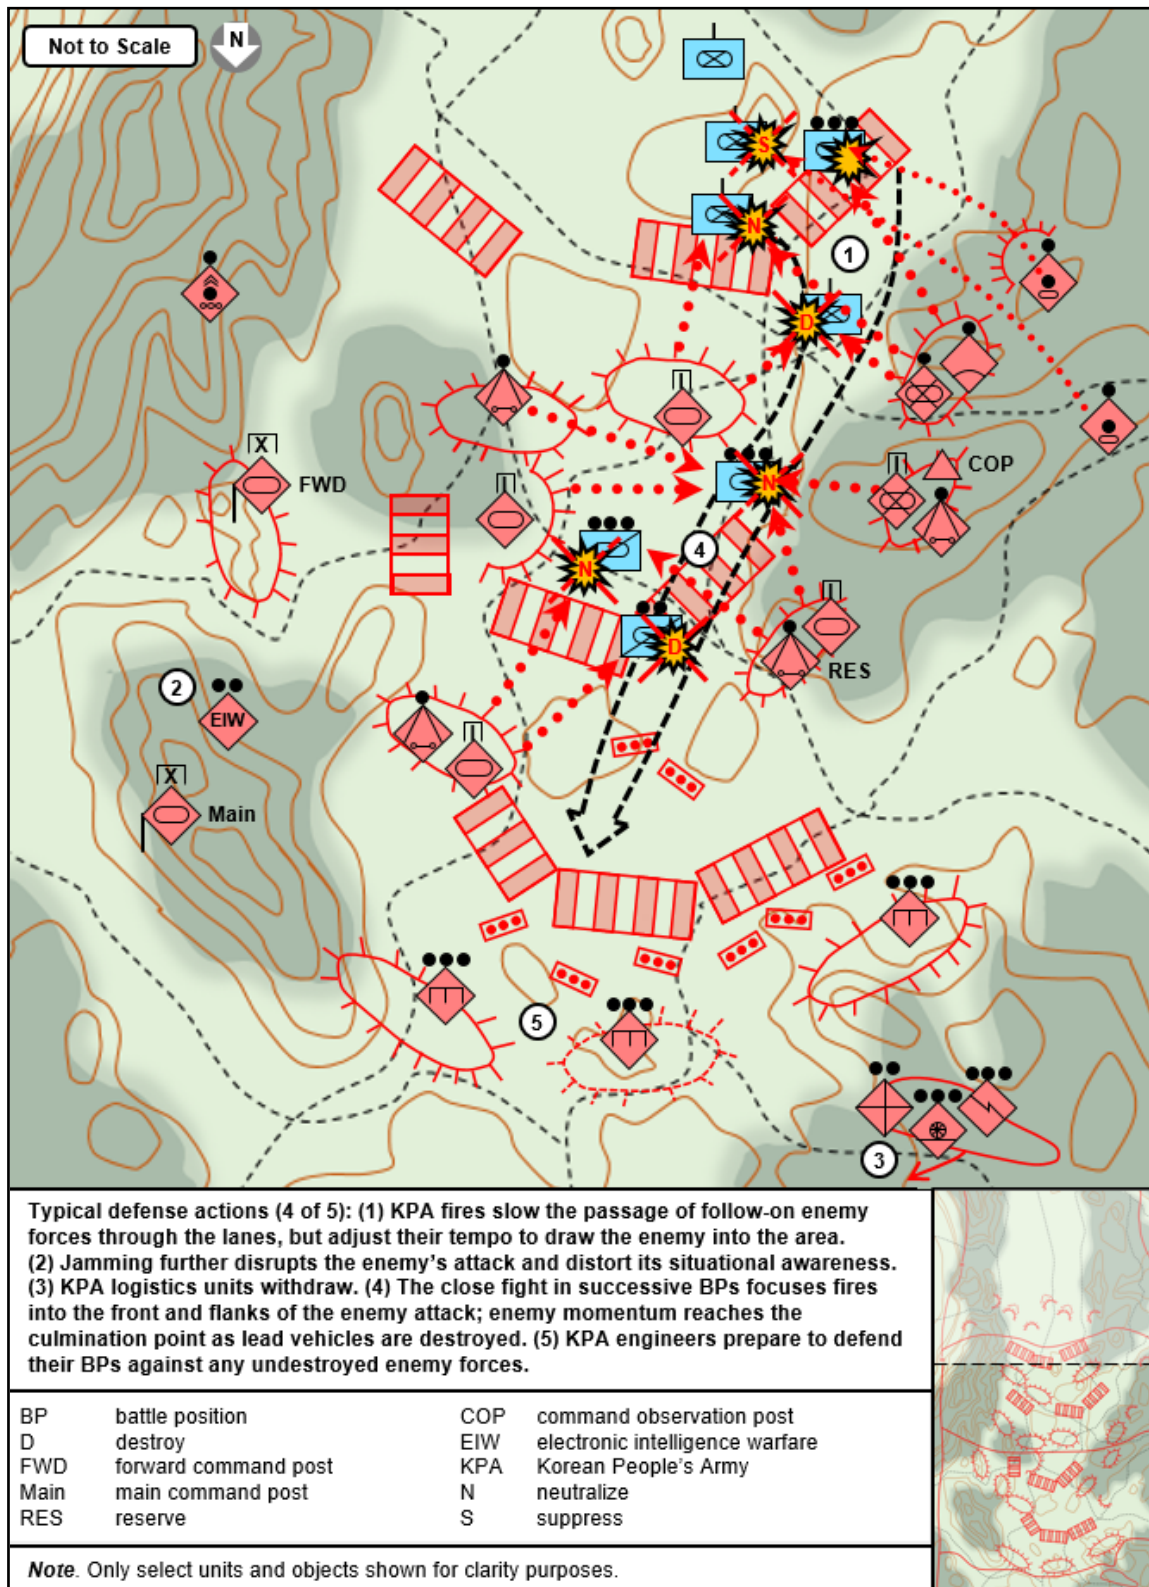 Not to Scale
N
S
N
1
D
COP
X
FWD
N
4
N
D
RES
2
EIW
X
Main
5
3
Typical defense actions (4 of 5): (1) KPA fires slow the passage of follow-on enemy
forces through the lanes, but adjust their tempo to draw the enemy into the area.
(2) Jamming further disrupts the enemy's attack and distort its situational awareness.
(3) KPA logistics units withdraw. (4) The close fight in successive BPs focuses fires
into the front and flanks of the enemy attack; enemy momentum reaches the
culmination point as lead vehicles are destroyed. (5) KPA engineers prepare to defend
their BPs against any undestroyed enemy forces.
BP battle position COP command observation post
D destroy EIW electronic intelligence warfare
FWD forward command post KPA Korean People's Army
Main main command post N neutralize
RES reserve S suppress
Note. Only select units and objects shown for clarity purposes.